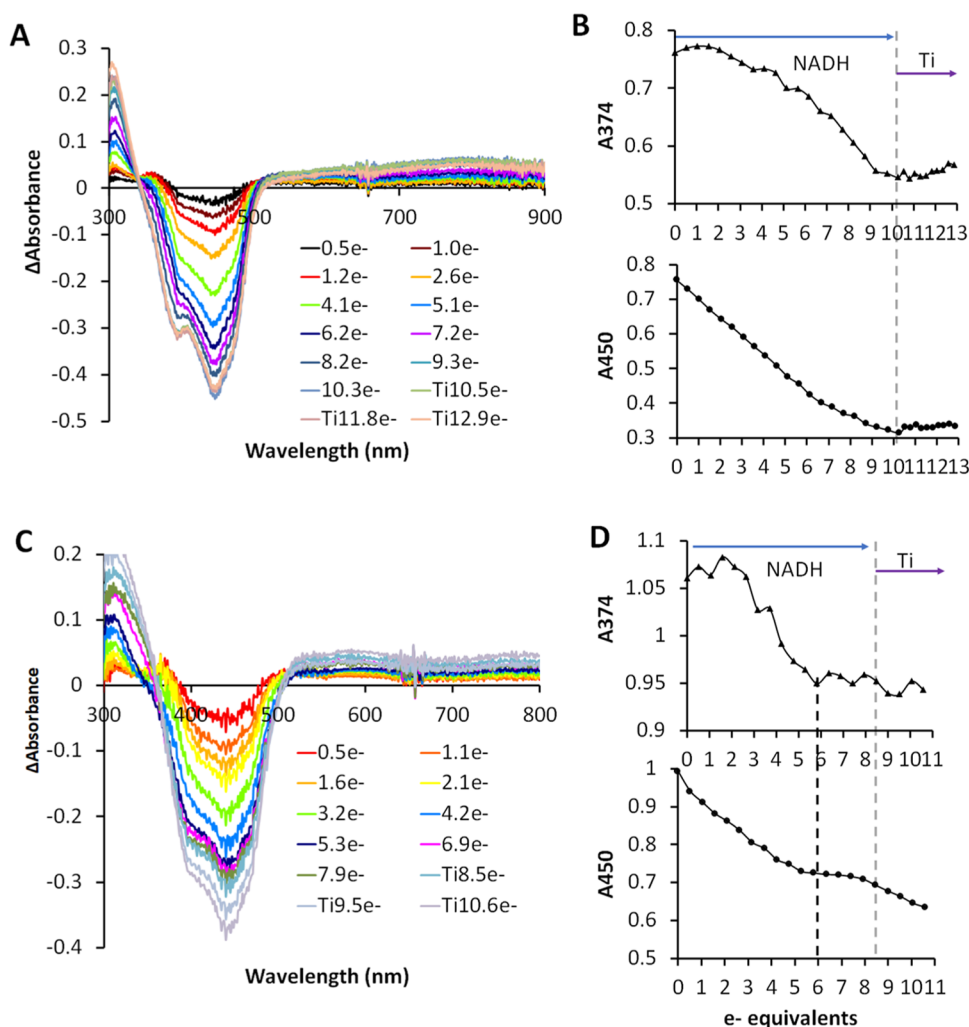 A
0.3
0.2
0.1
0
-0.1
-0.2
-0.3
-0.4
-0.5
ΔAbsorbance
300 500 700 900
0.5e- 1.0e-
1.2e- 2.6e-
4.1e- 5.1e-
6.2e- 7.2e-
8.2e- 9.3e-
10.3e- Ti10.5e-
Ti11.8e- Ti12.9e-
Wavelength (nm)
B
0.8
0.7
0.6
0.5
A374
NADH Ti
0 1 2 3 4 5 6 7 8 9 10 11 12 13
0.7
0.6
0.5
0.4
0.3
A450
0 1 2 3 4 5 6 7 8 9 10 11 12 13
C
0.2
0.1
0
-0.1
-0.2
-0.3
-0.4
ΔAbsorbance
300 400 500 600 700 800
0.5e- 1.1e-
1.6e- 2.1e-
3.2e- 4.2e-
5.3e- 6.9e-
7.9e- Ti8.5e-
Ti9.5e- Ti10.6e-
Wavelength (nm)
D
1.1
1.05
1
0.95
0.9
A374
NADH Ti
0 1 2 3 4 5 6 7 8 9 10 11
1
0.9
0.8
0.7
0.6
0.5
A450
0 1 2 3 4 5 6 7 8 9 10 11
e- equivalents